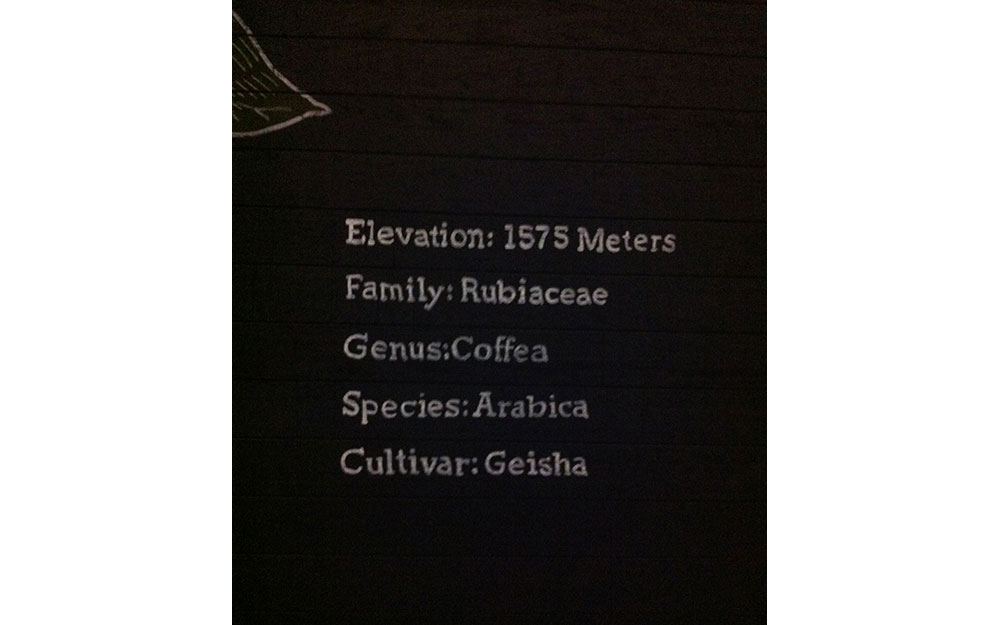 Elevation: 1575 Meters
Family: Rubiaceae
Genus:Coffea
Species: Arabica
Cultivar: Geisha